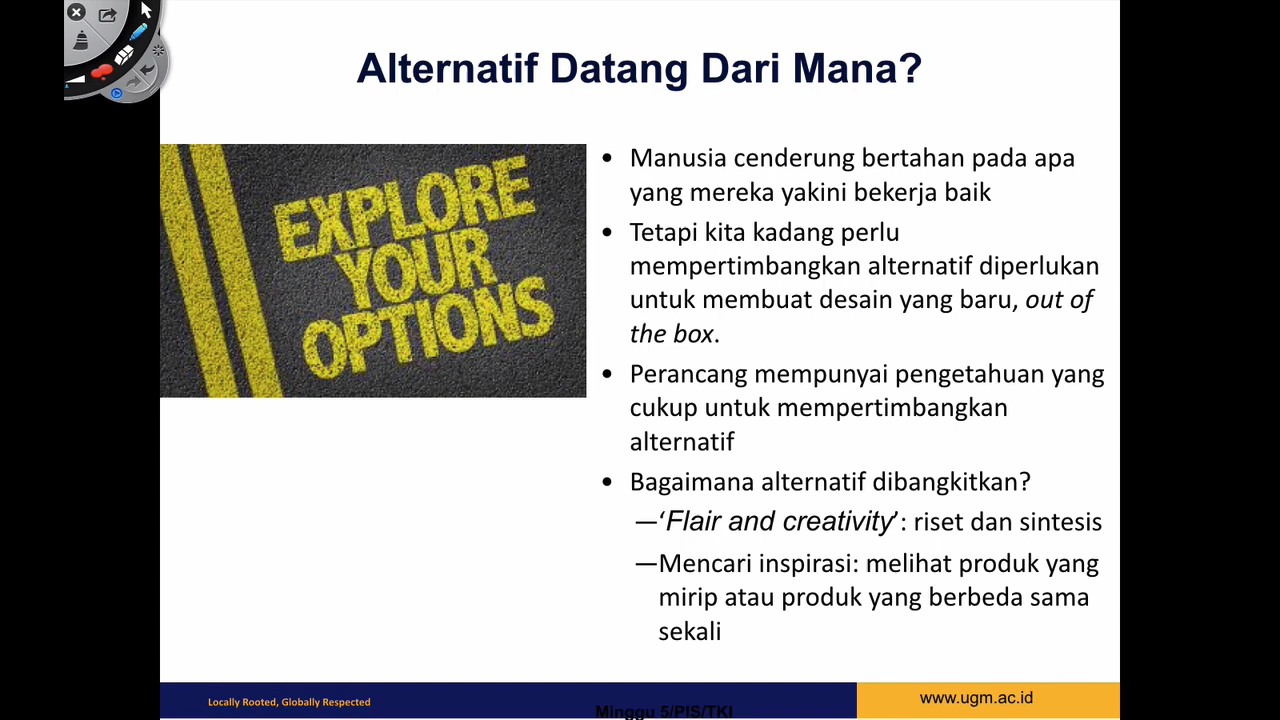 Alternatif Datang Dari Mana?
EXPLORE
YOUR
OPTIONS
• Manusia cenderung bertahan pada apa
yang mereka yakini bekerja baik
• Tetapi kita kadang perlu
mempertimbangkan alternatif diperlukan
untuk membuat desain yang baru, out of
the box.
• Perancang mempunyai pengetahuan yang
cukup untuk mempertimbangkan
alternatif
• Bagaimana alternatif dibangkitkan?
—‘Flair and creativity’: riset dan sintesis
—Mencari inspirasi: melihat produk yang
mirip atau produk yang berbeda sama
sekali
Locally Rooted, Globally Respected
Minggu 5/PIS/TKI
www.ugm.ac.id